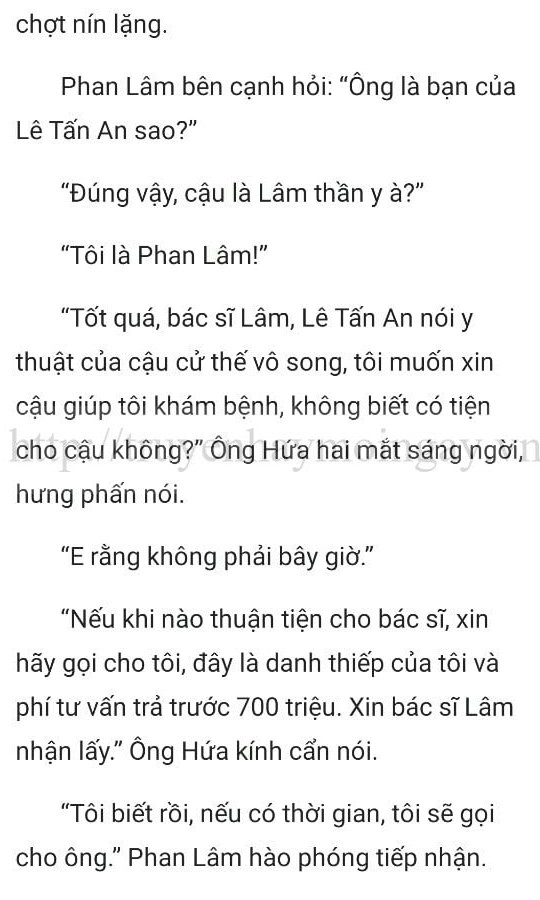 chợt nín lặng.
Phan Lâm bên cạnh hỏi: “Ông là bạn của
Lê Tấn An sao?”
“Đúng vậy, cậu là Lâm thần y à?”
“Tôi là Phan Lâm!”
“Tốt quá, bác sĩ Lâm, Lê Tấn An nói y
thuật của cậu cử thế vô song, tôi muốn xin
cậu giúp tôi khám bệnh, không biết có tiện
cho cậu không?” Ông Hứa hai mắt sáng ngời,
http://truyenhaymoingay.vn
hưng phấn nói.
“E rằng không phải bây giờ.”
“Nếu khi nào thuận tiện cho bác sĩ, xin
hãy gọi cho tôi, đây là danh thiếp của tôi và
phí tư vấn trả trước 700 triệu. Xin bác sĩ Lâm
nhận lấy.” Ông Hứa kính cẩn nói.
“Tôi biết rồi, nếu có thời gian, tôi sẽ gọi
cho ông.” Phan Lâm hào phóng tiếp nhận.